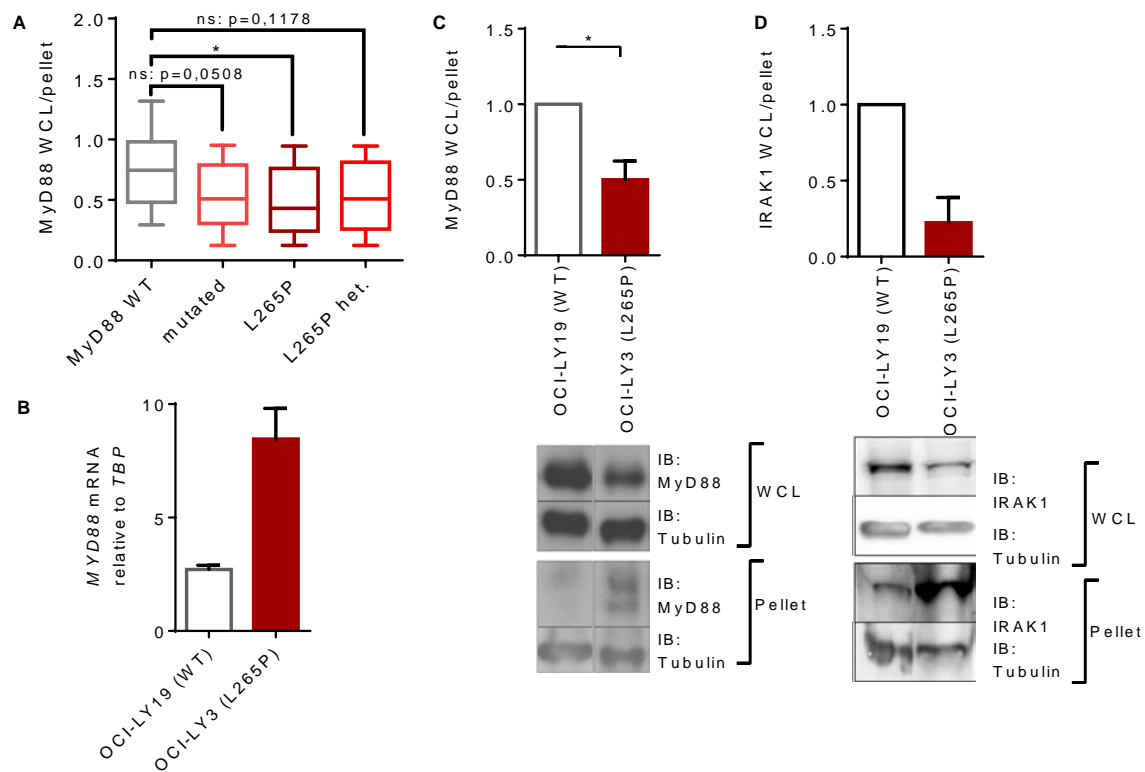 A
MyD88 WCL/pellet
2.0
1.5
1.0
0.5
0.0
ns: p=0,1178
*
ns: p=0,0508
MyD88 WT
mutated
L265P
L265P het.
B
MYD88 mRNA
relative to TBP
10
5
0
OCI-LY19 (WT)
OCI-LY3 (L265P)
C
MyD88 WCL/pellet
1.5
1.0
0.5
0.0
*
OCI-LY19 (WT)
OCI-LY3 (L265P)
IB:
MyD88
IB:
Tubulin
WCL
IB:
MyD88
IB:
Tubulin
Pellet
D
IRAK1 WCL/pellet
1.5
1.0
0.5
0.0
OCI-LY19 (WT)
OCI-LY3 (L265P)
IB:
IRAK1
IB:
Tubulin
WCL
IB:
IRAK1
IB:
Tubulin
Pellet